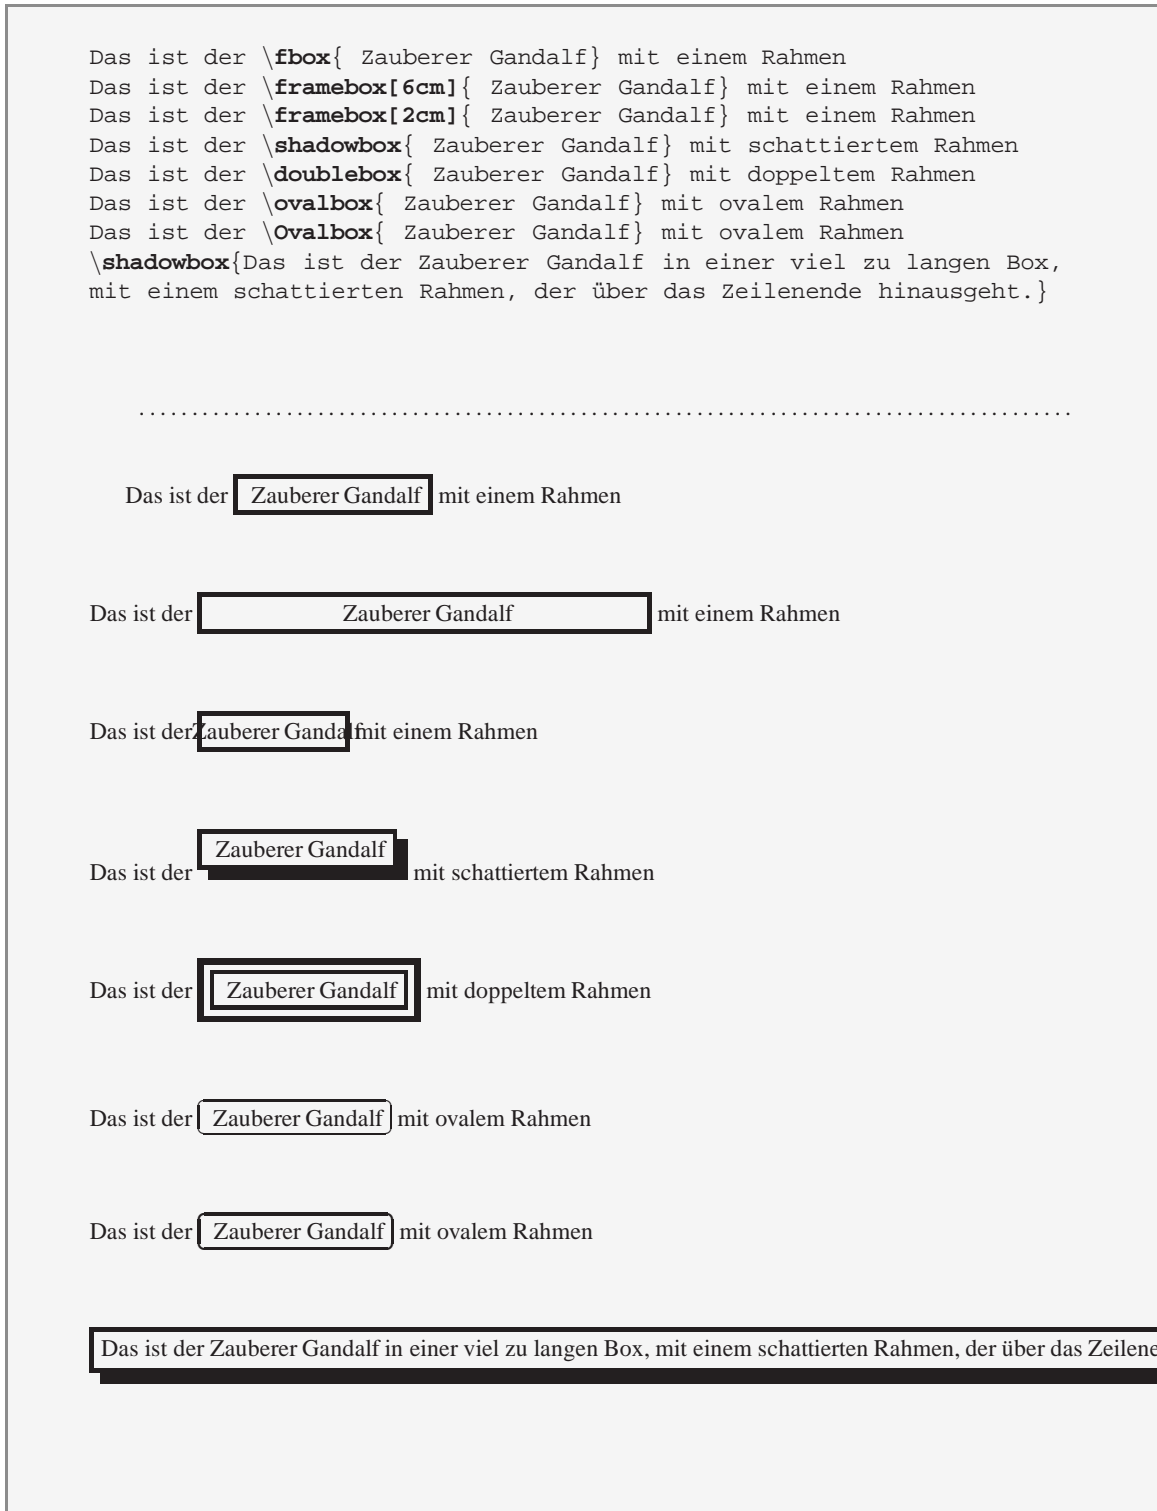 Das ist der \fbox{ Zauberer Gandalf} mit einem Rahmen
Das ist der \framebox[6cm]{ Zauberer Gandalf} mit einem Rahmen
Das ist der \framebox[2cm]{ Zauberer Gandalf} mit einem Rahmen
Das ist der \shadowbox{ Zauberer Gandalf} mit schattiertem Rahmen
Das ist der \doublebox{ Zauberer Gandalf} mit doppeltem Rahmen
Das ist der \ovalbox{ Zauberer Gandalf} mit ovalem Rahmen
Das ist der \Ovalbox{ Zauberer Gandalf} mit ovalem Rahmen
\shadowbox{Das ist der Zauberer Gandalf in einer viel zu langen Box,
mit einem schattierten Rahmen, der über das Zeilenende hinausgeht.}
Das ist der Zauberer Gandalf mit einem Rahmen
Das ist der Zauberer Gandalf mit einem Rahmen
Das ist der Zauberer Gandalf mit einem Rahmen
Das ist der Zauberer Gandalf mit schattiertem Rahmen
Das ist der Zauberer Gandalf mit doppeltem Rahmen
Das ist der Zauberer Gandalf mit ovalem Rahmen
Das ist der Zauberer Gandalf mit ovalem Rahmen
Das ist der Zauberer Gandalf in einer viel zu langen Box, mit einem schattierten Rahmen, der über das Zeilene